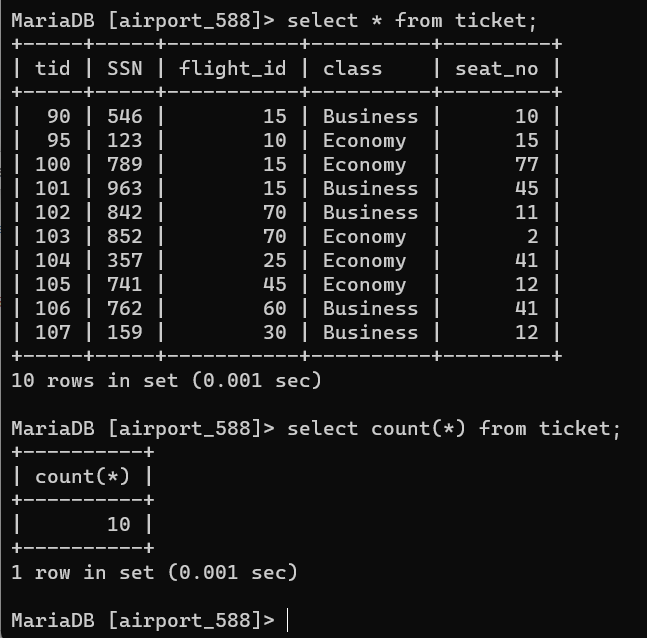 MariaDB [airport_588]> select * from ticket;
+-----+-----+-----------+----------+---------+
| tid | SSN | flight_id | class    | seat_no |
+-----+-----+-----------+----------+---------+
|  90 | 546 |        15 | Business |      10 |
|  95 | 123 |        10 | Economy  |      15 |
| 100 | 789 |        15 | Economy  |      77 |
| 101 | 963 |        15 | Business |      45 |
| 102 | 842 |        70 | Business |      11 |
| 103 | 852 |        70 | Economy  |       2 |
| 104 | 357 |        25 | Economy  |      41 |
| 105 | 741 |        45 | Economy  |      12 |
| 106 | 762 |        60 | Business |      41 |
| 107 | 159 |        30 | Business |      12 |
+-----+-----+-----------+----------+---------+
10 rows in set (0.001 sec)

MariaDB [airport_588]> select count(*) from ticket;
+----------+
| count(*) |
+----------+
|       10 |
+----------+
1 row in set (0.001 sec)

MariaDB [airport_588]>